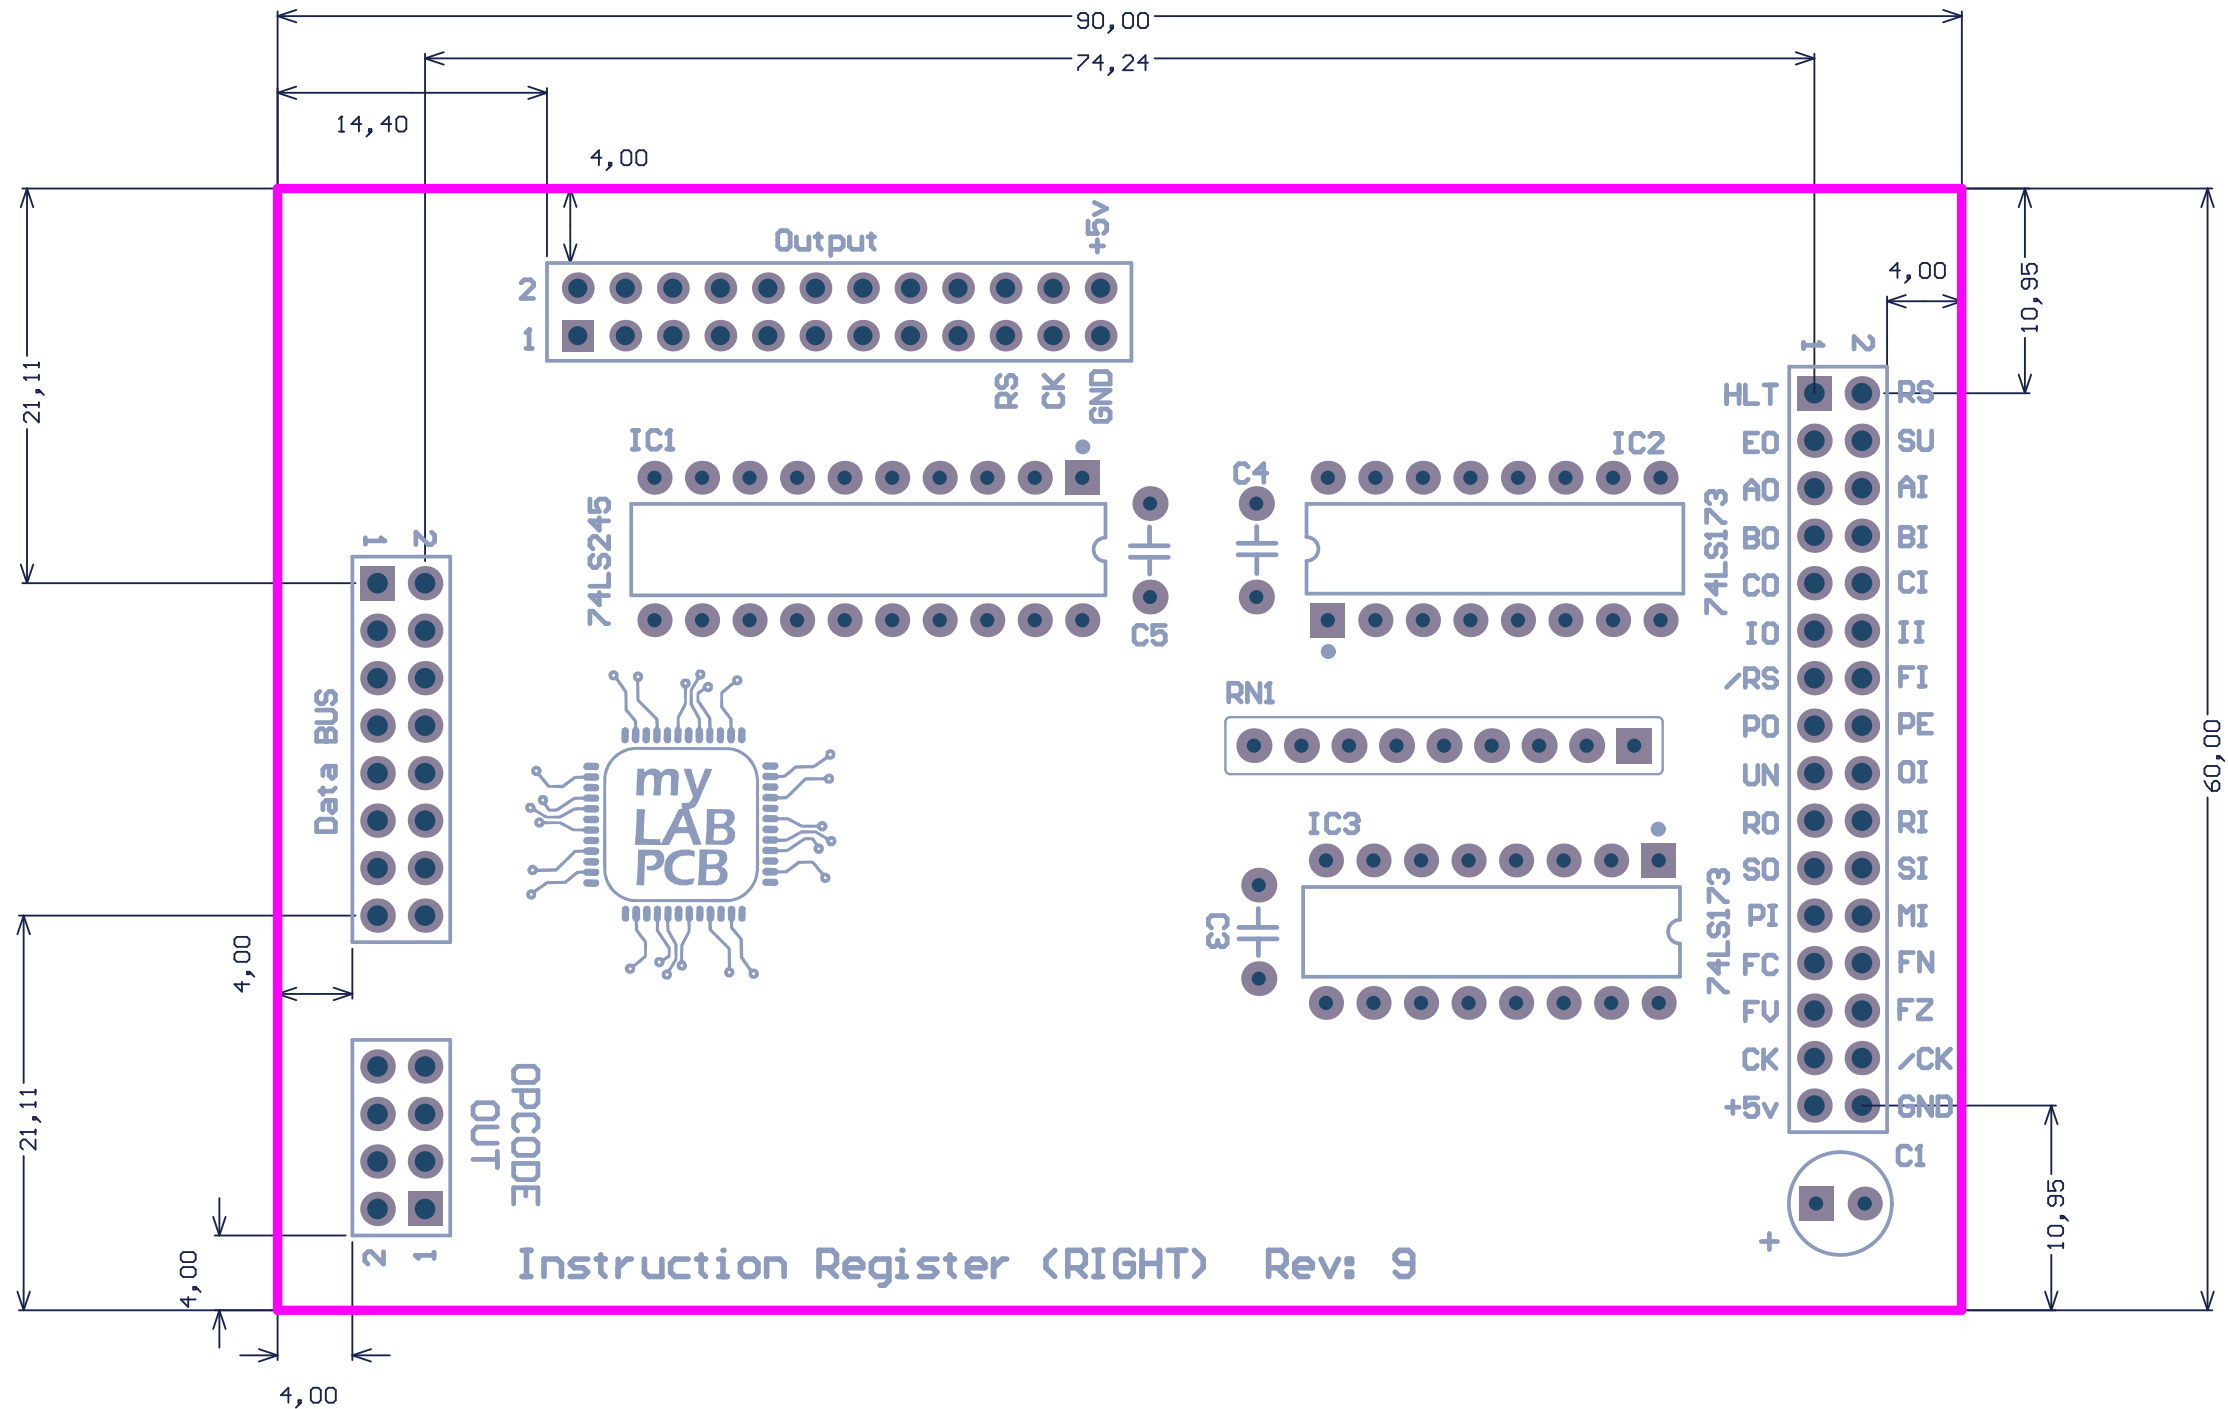 90,00
74,24
14,40
4,00
Output
+5v
2
1
RS
CK
GND
21,11
10,95
4,00
1 2
HLT RS
EO SU
AO AI
BO BI
CO CI
IO II
/RS FI
PO PE
UN OI
RO RI
SO SI
PI MI
FC FN
FV FZ
CK /CK
+5v GND
60,00
IC1
74LS245
C5
C4
IC2
74LS173
1 2
Data BUS
RN1
my
LAB
PCB
IC3
74LS173
C3
4,00
21,11
OPCODE
OUT
2 1
4,00
4,00
C1
+
10,95
Instruction Register (RIGHT) Rev: 9